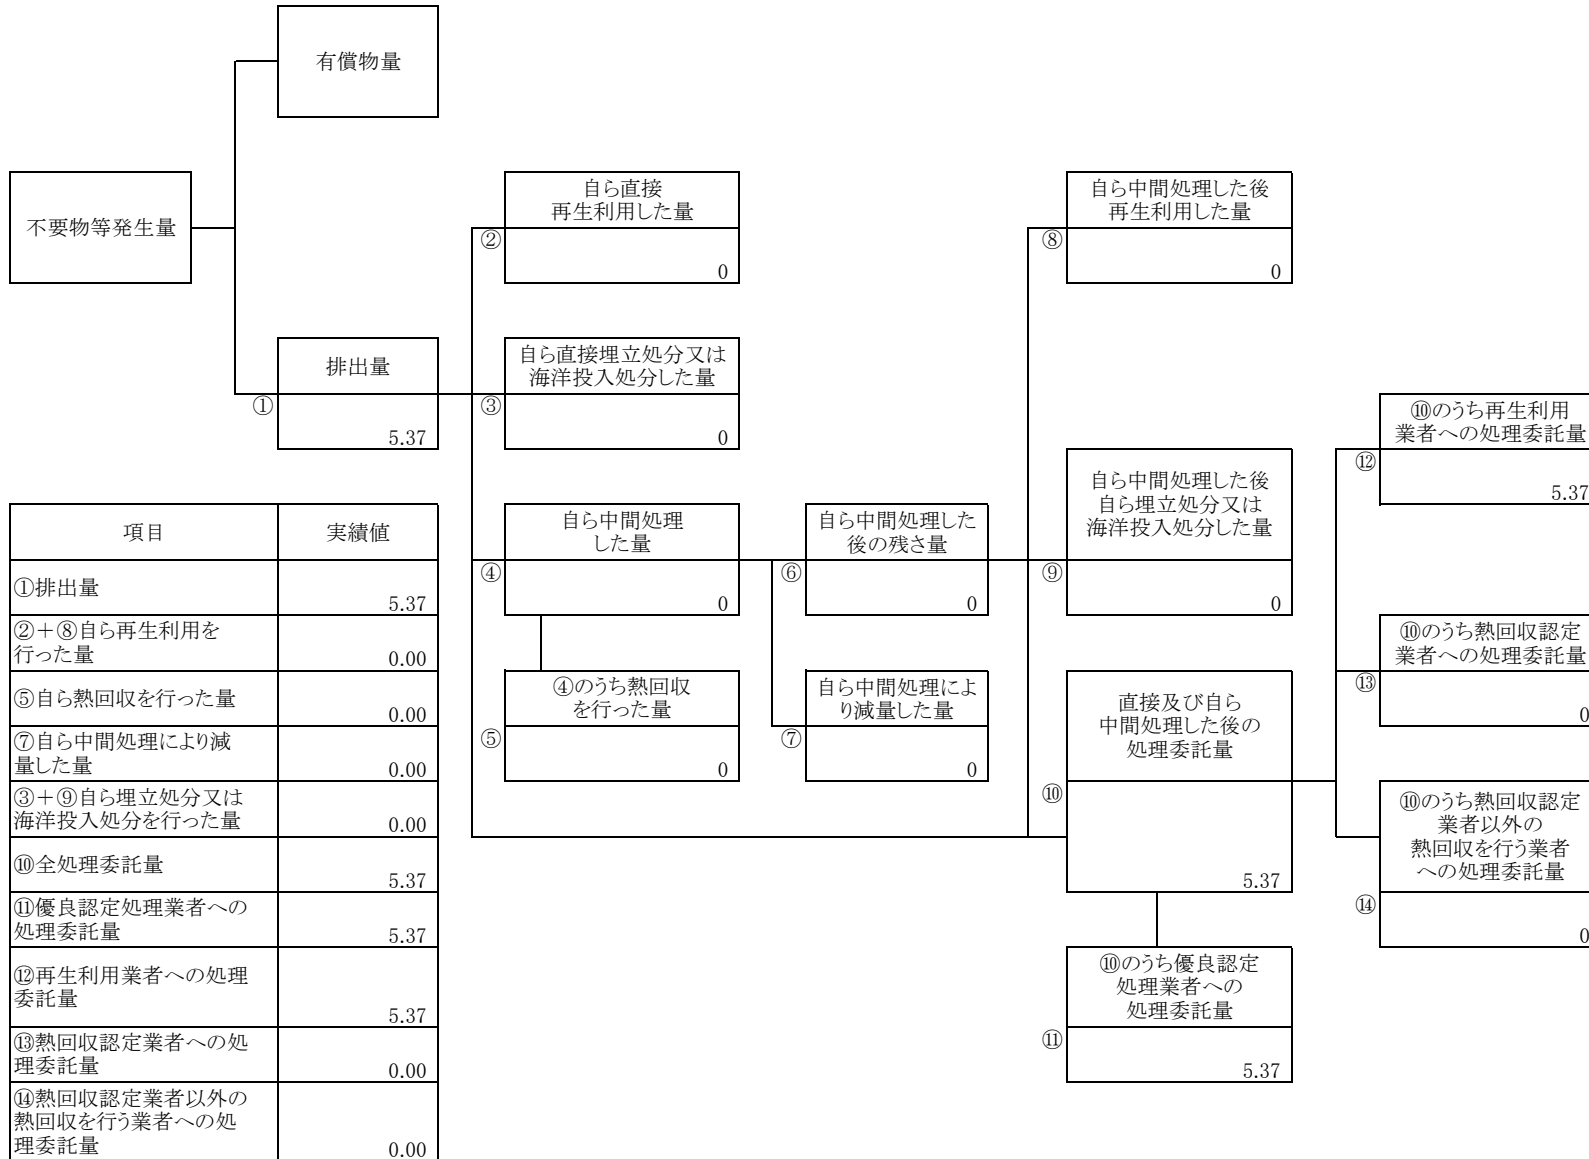 有償物量
不要物等発生量
自ら直接
再生利用した量
②
0
自ら中間処理した後
再生利用した量
⑧
0
排出量
①
5.37
自ら直接埋立処分又は
海洋投入処分した量
③
0
⑩のうち再生利用
業者への処理委託量
⑫
5.37
自ら中間処理
した量
④
0
自ら中間処理した
後の残さ量
⑥
0
自ら中間処理した後
自ら埋立処分又は
海洋投入処分した量
⑨
0
⑩のうち熱回収認定
業者への処理委託量
⑬
0
④のうち熱回収
を行った量
⑤
0
自ら中間処理によ
り減量した量
⑦
0
直接及び自ら
中間処理した後の
処理委託量
⑩
5.37
⑩のうち熱回収認定
業者以外の
熱回収を行う業者
への処理委託量
⑭
0
⑩のうち優良認定
処理業者への
処理委託量
⑪
5.37
項目 実績値
①排出量
5.37
②＋⑧自ら再生利用を
行った量 0.00
⑤自ら熱回収を行った量
0.00
⑦自ら中間処理により減
量した量 0.00
③＋⑨自ら埋立処分又は
海洋投入処分を行った量 0.00
⑩全処理委託量
5.37
⑪優良認定処理業者への
処理委託量 5.37
⑫再生利用業者への処理
委託量
5.37
⑬熱回収認定業者への処
理委託量 0.00
⑭熱回収認定業者以外の
熱回収を行う業者への処
理委託量 0.00